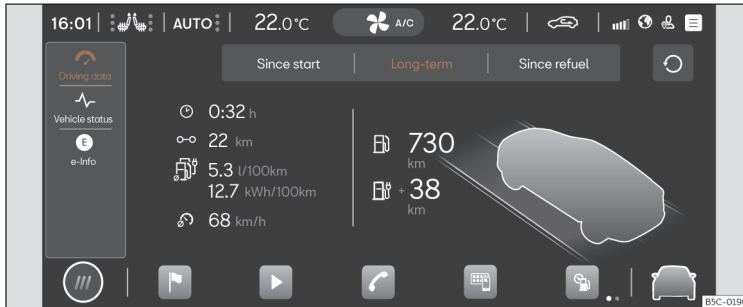 16:01 AUTO 22.0°C A/C 22.0°C
Driving data
Since start Long-term Since refuel
Vehicle status
E
e-Info
0:32 h
22 km
5.3 l/100km
12.7 kWh/100km
68 km/h
730
km
+ 38
km
B5C-0190